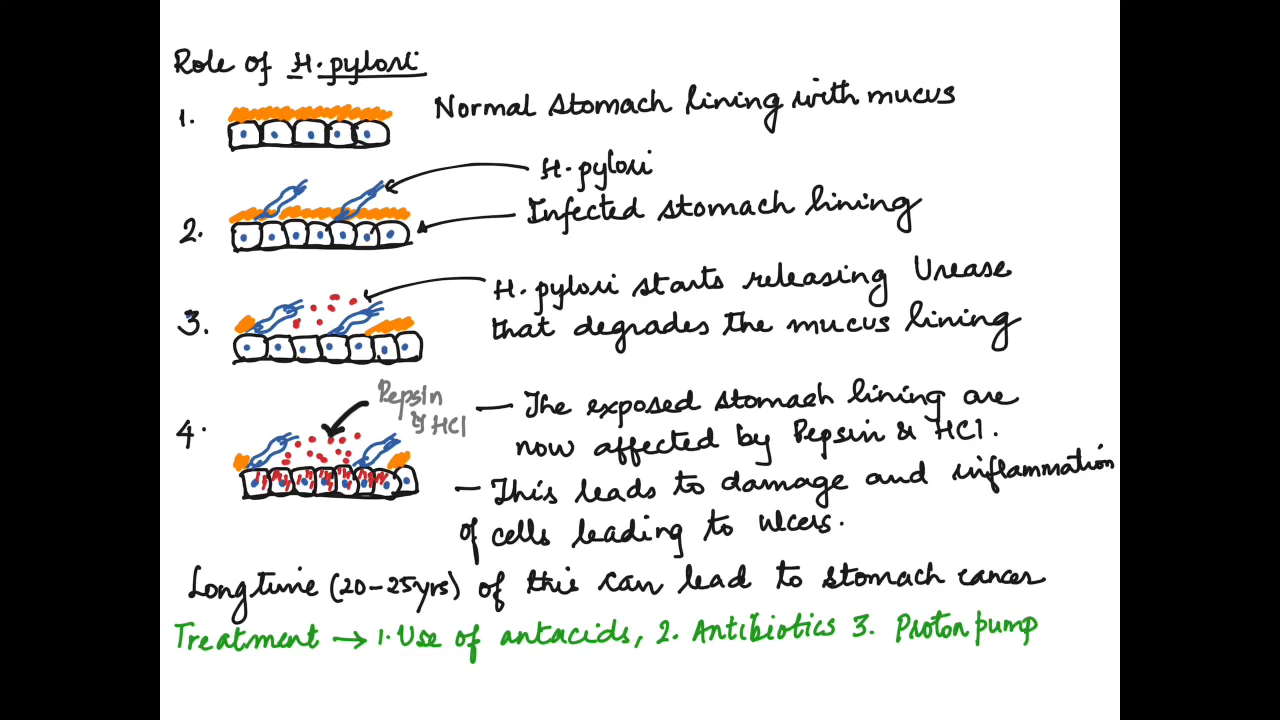 Role of H.pylori
1.
Normal stomach lining with mucus
H.pylori
2.
Infected stomach lining
3.
H.pylori starts releasing Urease
that degrades the mucus lining
4.
Pepsin
& HCl
— The exposed stomach lining are
now affected by Pepsin & HCl.
— This leads to damage and inflammation
of cells leading to ulcers.
Long time (20-25yrs) of this can lead to stomach cancer
Treatment → 1. Use of antacids, 2. Antibiotics 3. Proton pump